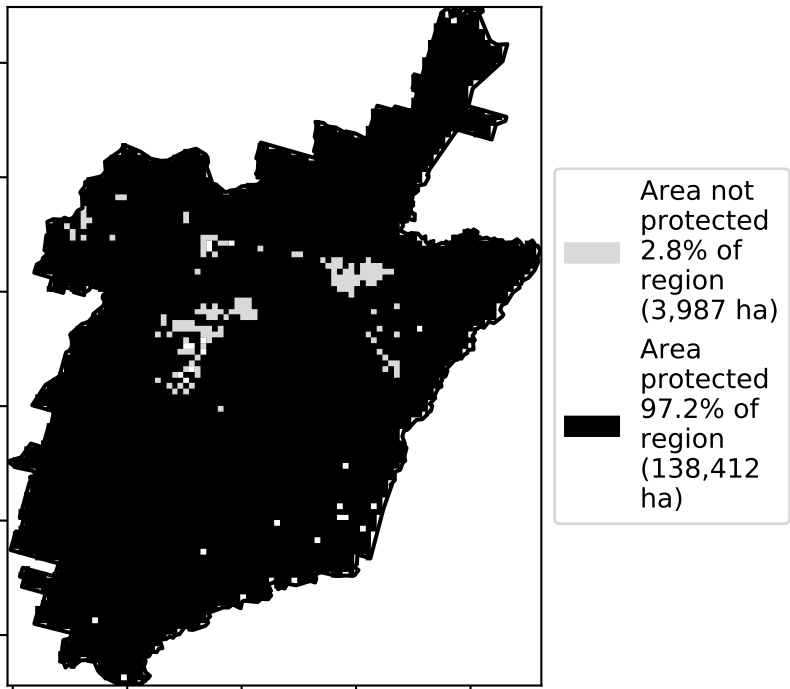 Area not
protected
2.8% of
region
(3,987 ha)
Area
protected
97.2% of
region
(138,412
ha)